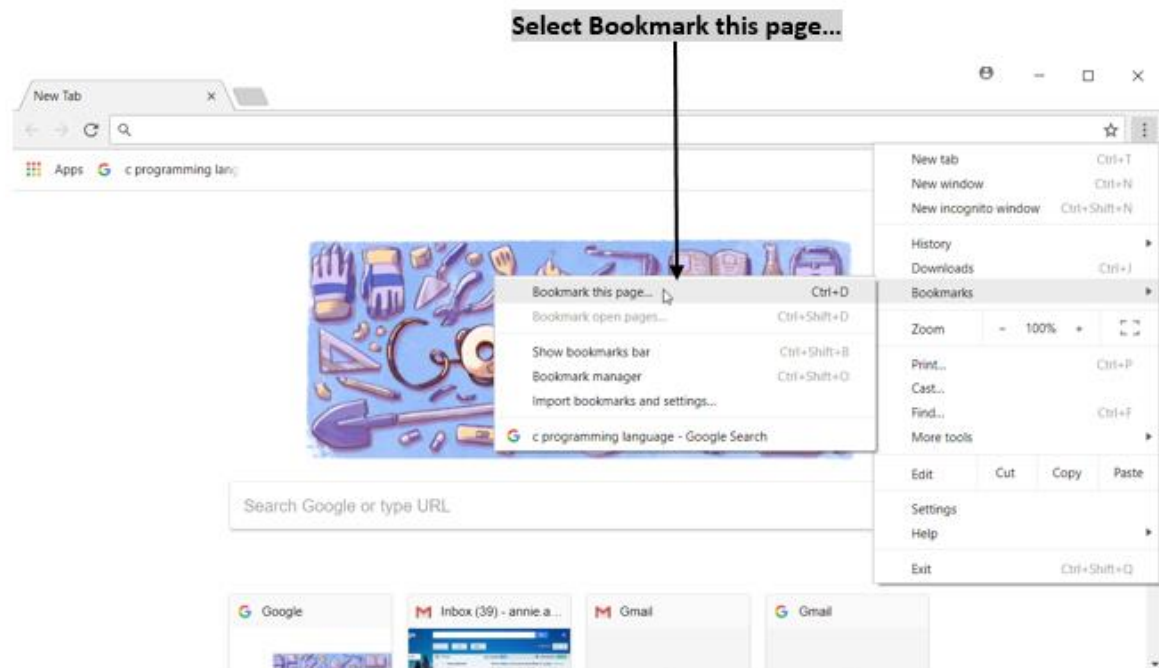 Select Bookmark this page...
New Tab
Apps c programming lang
New tab Ctrl+T
New window Ctrl+N
New incognito window Ctrl+Shift+N
History
Downloads Ctrl+J
Bookmarks
Zoom - 100% +
Print... Ctrl+P
Cast...
Find... Ctrl+F
More tools
Edit Cut Copy Paste
Settings
Help
Exit Ctrl+Shift+Q
Bookmark this page... Ctrl+D
Bookmark open pages... Ctrl+Shift+D
Show bookmarks bar Ctrl+Shift+B
Bookmark manager Ctrl+Shift+O
Import bookmarks and settings...
c programming language - Google Search
Search Google or type URL
Google
Inbox (39) - annie.a...
Gmail
Gmail